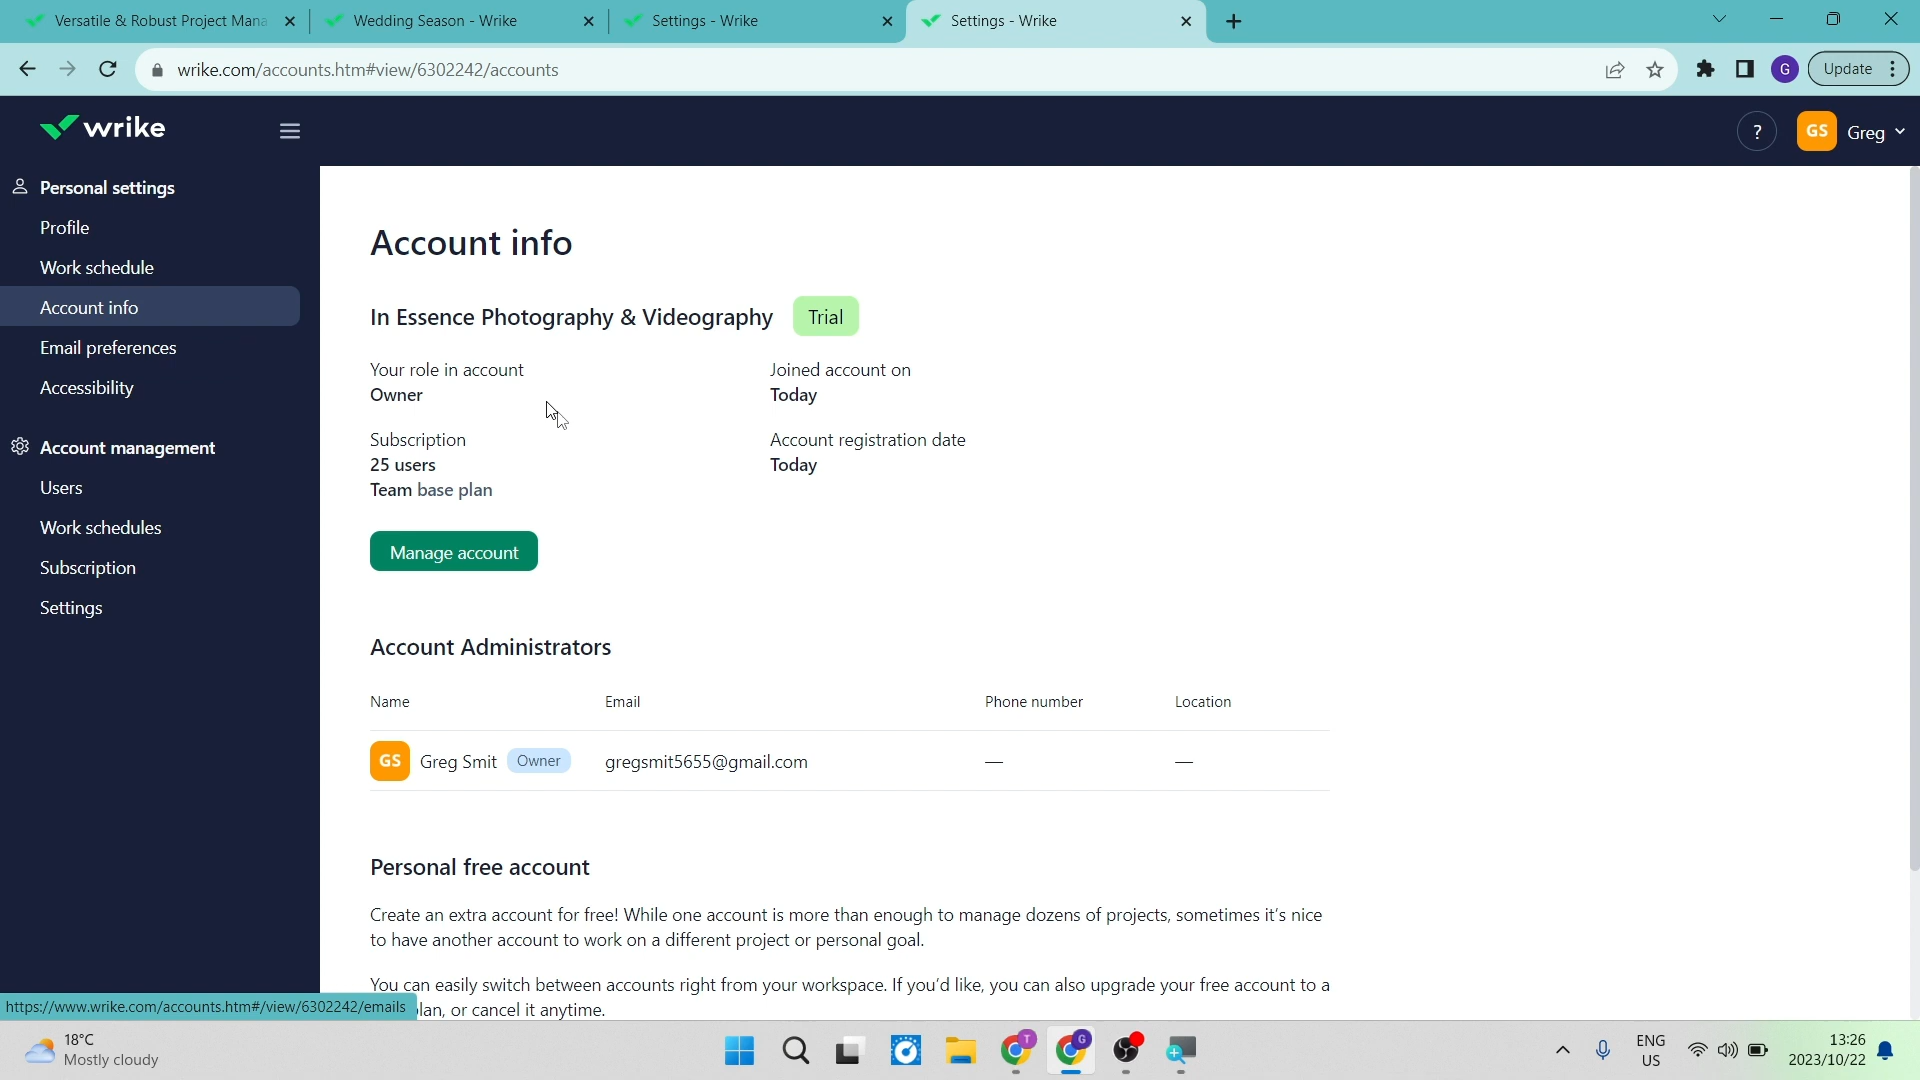 Versatile & Robust Project Mana
Wedding Season - Wrike
Settings - Wrike
Settings - Wrike
wrike.com/accounts.htm#view/6302242/accounts
G
Update
wrike
?
GS
Greg
Personal settings
Profile
Work schedule
Account info
Email preferences
Accessibility
Account management
Users
Work schedules
Subscription
Settings
Account info
In Essence Photography & Videography
Trial
Your role in account
Owner
Joined account on
Today
Subscription
25 users
Team base plan
Account registration date
Today
Manage account
Account Administrators
Name
Email
Phone number
Location
GS
Greg Smit
Owner
gregsmit5655@gmail.com
—
—
Personal free account
Create an extra account for free! While one account is more than enough to manage dozens of projects, sometimes it's nice
to have another account to work on a different project or personal goal.
You can easily switch between accounts right from your workspace. If you'd like, you can also upgrade your free account to a
lan, or cancel it anytime.
https://www.wrike.com/accounts.htm#/view/6302242/emails
18°C
Mostly cloudy
T
G
ENG
US
13:26
2023/10/22